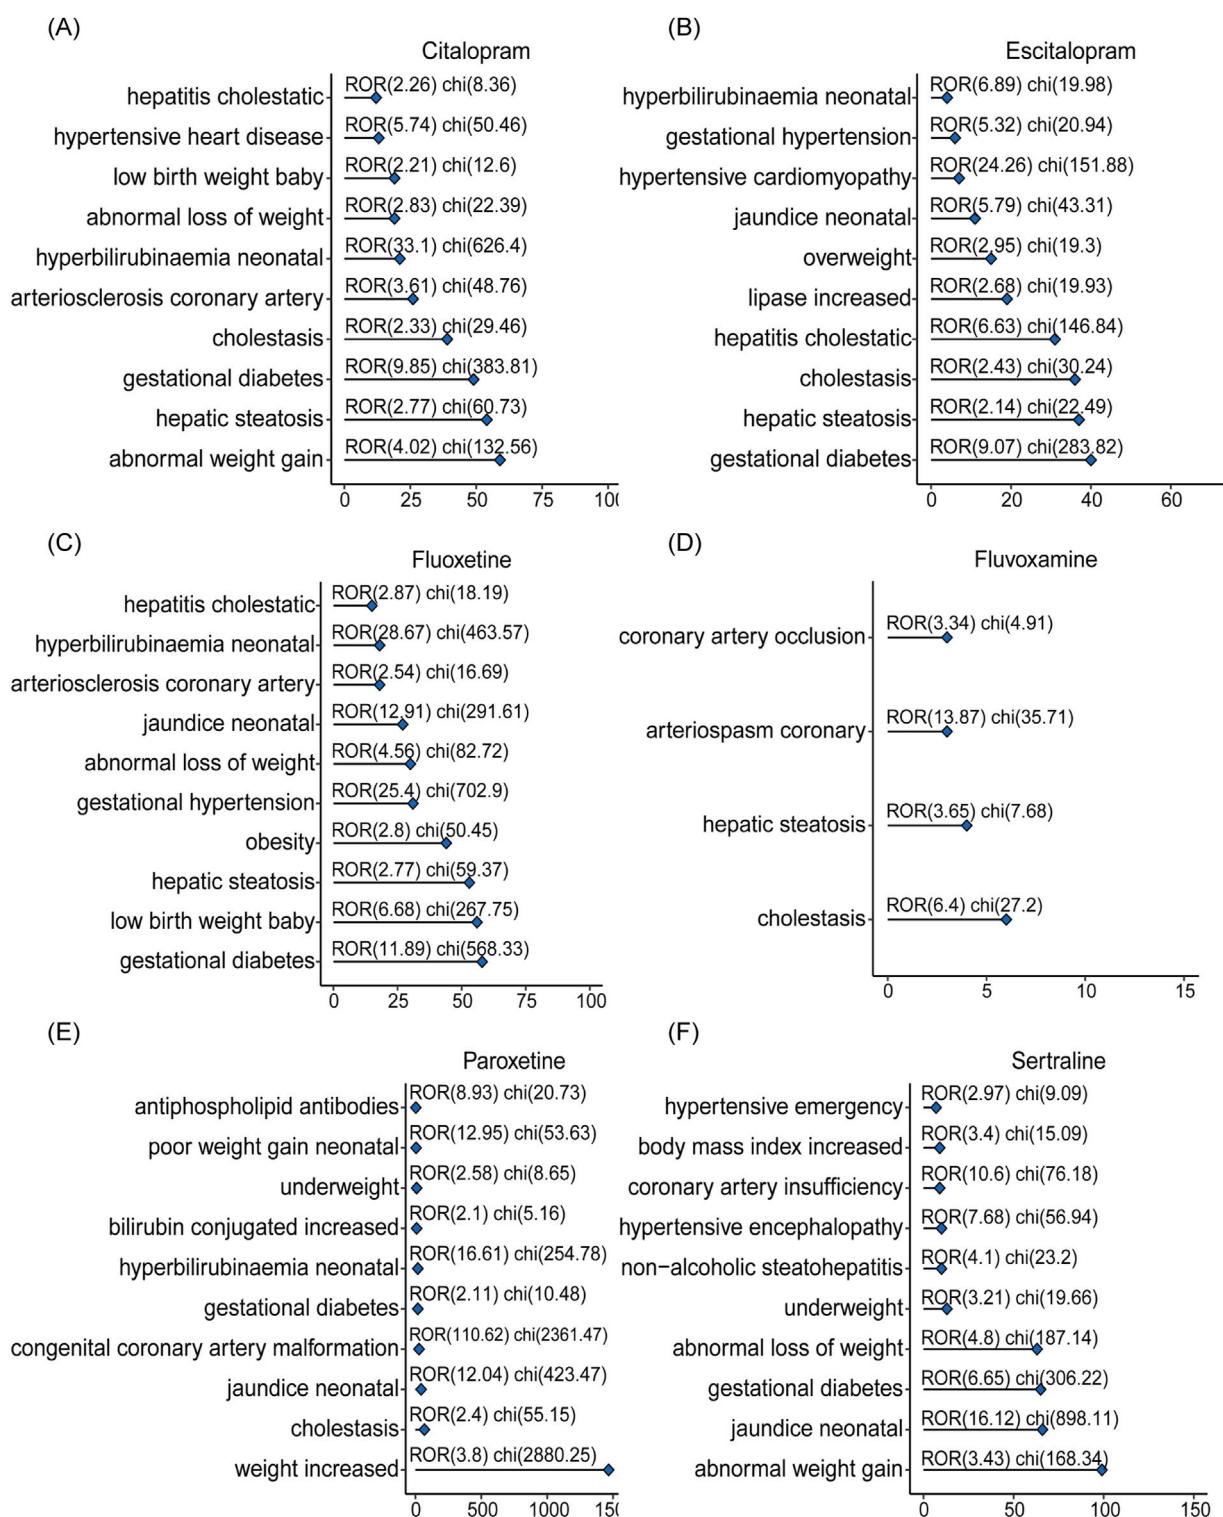 (A)
Citalopram
hepatitis cholestatic ROR(2.26) chi(8.36)
hypertensive heart disease ROR(5.74) chi(50.46)
low birth weight baby ROR(2.21) chi(12.6)
abnormal loss of weight ROR(2.83) chi(22.39)
hyperbilirubinaemia neonatal ROR(33.1) chi(626.4)
arteriosclerosis coronary artery ROR(3.61) chi(48.76)
cholestasis ROR(2.33) chi(29.46)
gestational diabetes ROR(9.85) chi(383.81)
hepatic steatosis ROR(2.77) chi(60.73)
abnormal weight gain ROR(4.02) chi(132.56)
0 25 50 75
(B)
Escitalopram
hyperbilirubinaemia neonatal ROR(6.89) chi(19.98)
gestational hypertension ROR(5.32) chi(20.94)
hypertensive cardiomyopathy ROR(24.26) chi(151.88)
jaundice neonatal ROR(5.79) chi(43.31)
overweight ROR(2.95) chi(19.3)
lipase increased ROR(2.68) chi(19.93)
hepatitis cholestatic ROR(6.63) chi(146.84)
cholestasis ROR(2.43) chi(30.24)
hepatic steatosis ROR(2.14) chi(22.49)
gestational diabetes ROR(9.07) chi(283.82)
0 20 40 60
(C)
Fluoxetine
hepatitis cholestatic ROR(2.87) chi(18.19)
hyperbilirubinaemia neonatal ROR(28.67) chi(463.57)
arteriosclerosis coronary artery ROR(2.54) chi(16.69)
jaundice neonatal ROR(12.91) chi(291.61)
abnormal loss of weight ROR(4.56) chi(82.72)
gestational hypertension ROR(25.4) chi(702.9)
obesity ROR(2.8) chi(50.45)
hepatic steatosis ROR(2.77) chi(59.37)
low birth weight baby ROR(6.68) chi(267.75)
gestational diabetes ROR(11.89) chi(568.33)
0 25 50 75 100
(D)
Fluvoxamine
coronary artery occlusion ROR(3.34) chi(4.91)
arteriospasm coronary ROR(13.87) chi(35.71)
hepatic steatosis ROR(3.65) chi(7.68)
cholestasis ROR(6.4) chi(27.2)
0 5 10 15
(E)
Paroxetine
antiphospholipid antibodies ROR(8.93) chi(20.73)
poor weight gain neonatal ROR(12.95) chi(53.63)
underweight ROR(2.58) chi(8.65)
bilirubin conjugated increased ROR(2.1) chi(5.16)
hyperbilirubinaemia neonatal ROR(16.61) chi(254.78)
gestational diabetes ROR(2.11) chi(10.48)
congenital coronary artery malformation ROR(110.62) chi(2361.47)
jaundice neonatal ROR(12.04) chi(423.47)
cholestasis ROR(2.4) chi(55.15)
weight increased ROR(3.8) chi(2880.25)
0 500 1000
(F)
Sertraline
hypertensive emergency ROR(2.97) chi(9.09)
body mass index increased ROR(3.4) chi(15.09)
coronary artery insufficiency ROR(10.6) chi(76.18)
hypertensive encephalopathy ROR(7.68) chi(56.94)
non−alcoholic steatohepatitis ROR(4.1) chi(23.2)
underweight ROR(3.21) chi(19.66)
abnormal loss of weight ROR(4.8) chi(187.14)
gestational diabetes ROR(6.65) chi(306.22)
jaundice neonatal ROR(16.12) chi(898.11)
abnormal weight gain ROR(3.43) chi(168.34)
0 50 100 150